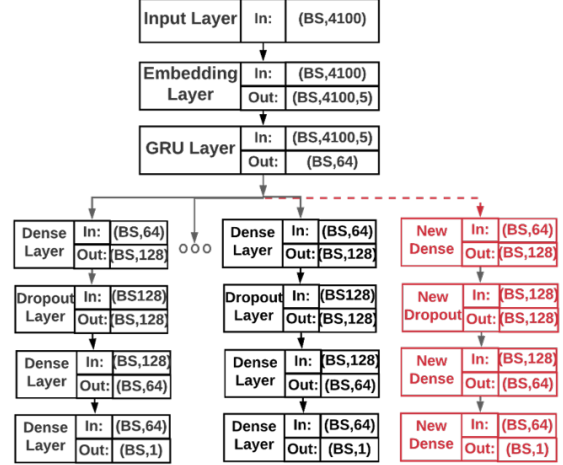 Input Layer In: (BS,4100)
Embedding Layer In: (BS,4100)
Out: (BS,4100,5)
GRU Layer In: (BS,4100,5)
Out: (BS,64)
Dense Layer In: (BS,64)
Out: (BS,128)
Dense Layer In: (BS,64)
Out: (BS,128)
New Dense In: (BS,64)
Out: (BS,128)
Dropout Layer In: (BS128)
Out: (BS,128)
Dropout Layer In: (BS128)
Out: (BS,128)
New Dropout In: (BS,128)
Out: (BS,128)
Dense Layer In: (BS,128)
Out: (BS,64)
Dense Layer In: (BS,128)
Out: (BS,64)
New Dense In: (BS,128)
Out: (BS,64)
Dense Layer In: (BS,64)
Out: (BS,1)
Dense Layer In: (BS,64)
Out: (BS,1)
New Dense In: (BS,64)
Out: (BS,1)